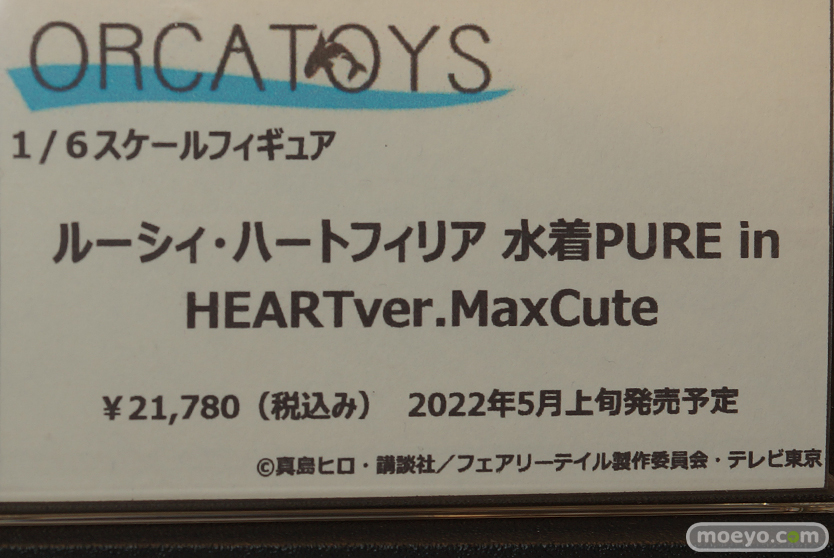 ORCATOYS
1/6スケールフィギュア
ルーシィ・ハートフィリア 水着PURE in
HEARTver.MaxCute
¥21,780（税込み） 2022年5月上旬発売予定
©真島ヒロ・講談社／フェアリーテイル製作委員会・テレビ東京
moeyo.com